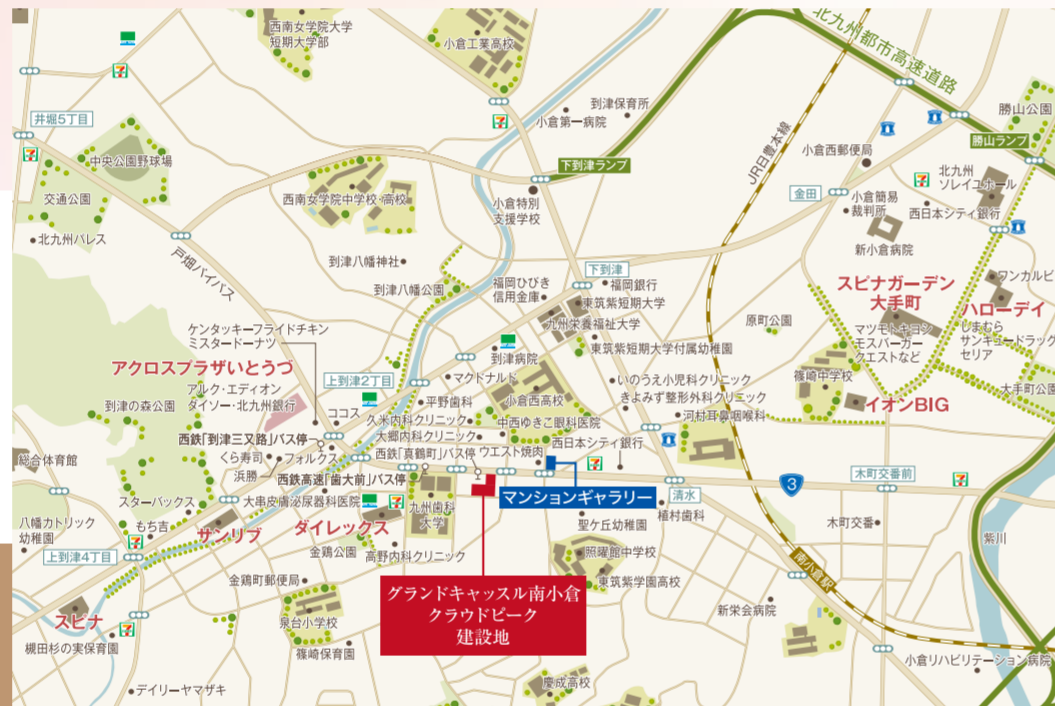 西南女学院大学
短期大学部
小倉工業高校
北九州都市高速道路
井堀5丁目
到津保育所
小倉第一病院
勝山公園
JR日豊本線
勝山ランプ
中央公園野球場
下到津ランプ
小倉西郵便局
北九州
ソレイユホール
交通公園
西南女学院中学校・高校
小倉特別
支援学校
金田
小倉簡易
裁判所
西日本シティ銀行
北九州パレス
新小倉病院
戸畑バイパス
到津八幡神社
下到津
到津八幡公園
福岡ひびき
信用金庫
福岡銀行
東筑紫短期大学
スピナガーデン
大手町
ワンカルビ
ハローデイ
九州栄養福祉大学
原町公園
マツモトキヨシ
モスバーガー
クエストなど
しまむら
サンキュードラッグ
セリア
ケンタッキーフライドチキン
ミスタードーナツ
東筑紫短期大学付属幼稚園
到津病院
アクロスプラザいとうづ
上到津2丁目
マクドナルド
いのうえ小児科クリニック
篠崎中学校
大手町公園
アルク・エディオン
ダイソー・北九州銀行
小倉西高校
きよみず整形外科クリニック
イオンBIG
到津の森公園
ココス
平野歯科
久米内科クリニック
中西ゆきこ眼科医院
河村耳鼻咽喉科
大郷内科クリニック
西鉄「到津三又路」バス停
西日本シティ銀行
くら寿司
フォルクス
西鉄「真鶴町」バス停
ウエスト焼肉
総合体育館
浜勝
西鉄高速「歯大前」バス停
木町交番前
3
マンションギャラリー
清水
スターバックス
大串皮膚泌尿器科医院
九州歯科
大学
植村歯科
八幡カトリック
幼稚園
もち吉
サンリブ
ダイレックス
聖ケ丘幼稚園
木町交番
紫川
上到津4丁目
金鶏公園
高野内科クリニック
照曜館中学校
南小倉駅
金鶏町郵便局
東筑紫学園高校
グランドキャッスル南小倉
クラウドピーク
建設地
新栄会病院
スピナ
泉台小学校
槻田杉の実保育園
篠崎保育園
小倉リハビリテーション病院
デイリーヤマザキ
慶成高校